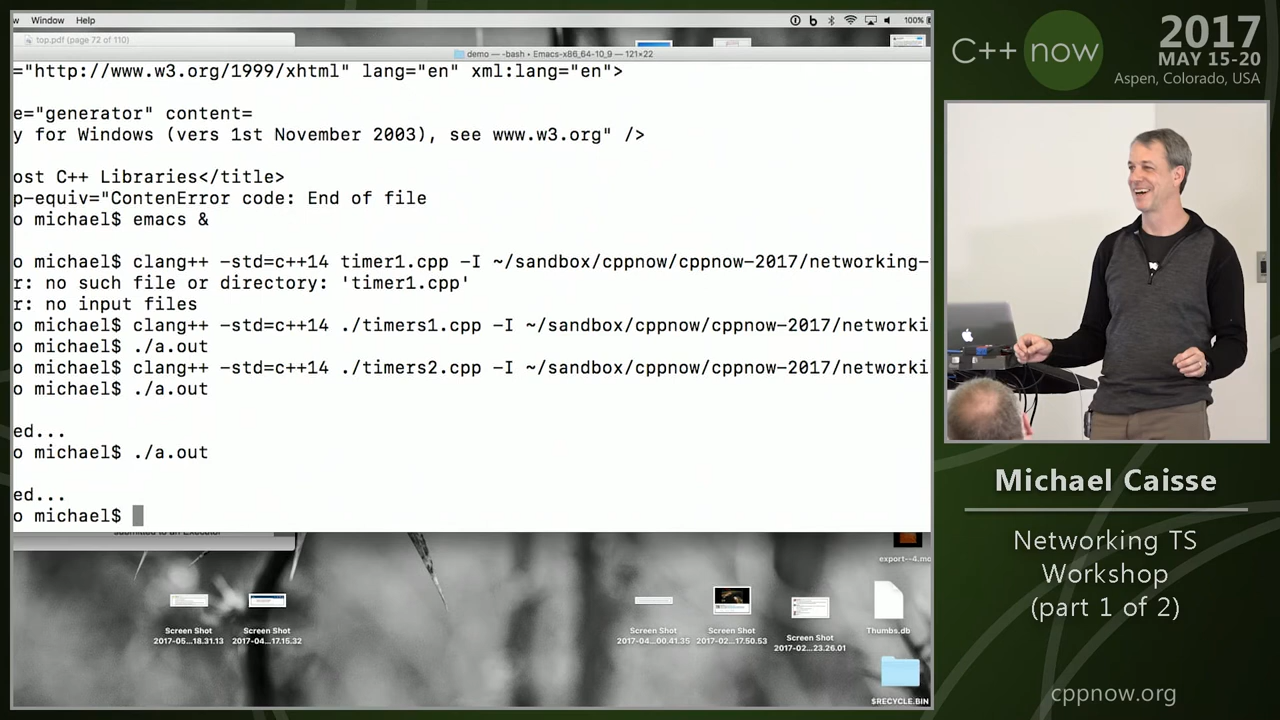 w Window Help
100%
top.pdf (page 72 of 110)
demo — -bash ‹ Emacs-x86_64-10_9 — 121×22
="http://www.w3.org/1999/xhtml" lang="en" xml:lang="en">
e="generator" content=
y for Windows (vers 1st November 2003), see www.w3.org" />
ost C++ Libraries</title>
p-equiv="ContenError code: End of file
o michael$ emacs &
o michael$ clang++ -std=c++14 timer1.cpp -I ~/sandbox/cppnow/cppnow-2017/networking-
r: no such file or directory: 'timer1.cpp'
r: no input files
o michael$ clang++ -std=c++14 ./timers1.cpp -I ~/sandbox/cppnow/cppnow-2017/networki
o michael$ ./a.out
o michael$ clang++ -std=c++14 ./timers2.cpp -I ~/sandbox/cppnow/cppnow-2017/networki
o michael$ ./a.out
ed...
o michael$ ./a.out
ed...
o michael$
submitted to an Executor
export--4.mo
Screen Shot
2017-05...18.31.13
Screen Shot
2017-04...17.15.32
Screen Shot
2017-04...00.41.35
Screen Shot
2017-02...17.50.53
Screen Shot
2017-02...23.26.01
Thumbs.db
$RECYCLE.BIN
C++ now
2017
MAY 15-20
Aspen, Colorado, USA
Michael Caisse
Networking TS
Workshop
(part 1 of 2)
cppnow.org